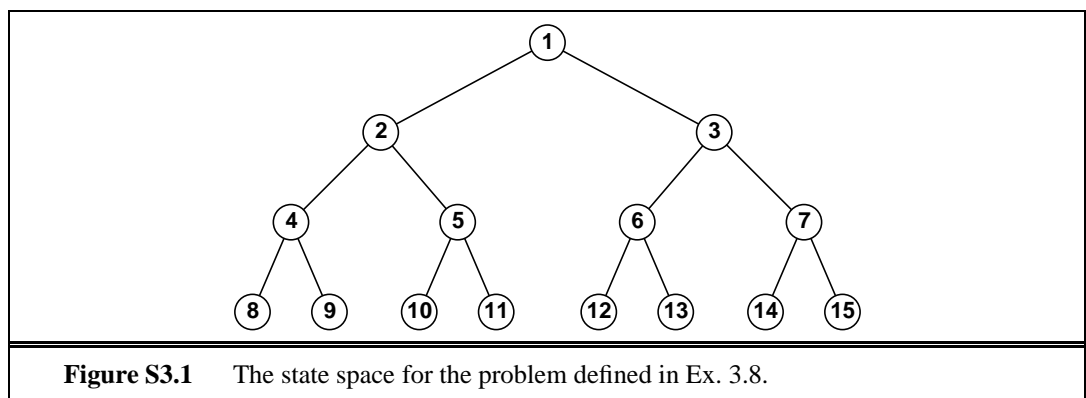 1
2 3
4 5 6 7
8 9 10 11 12 13 14 15
Figure S3.1 The state space for the problem defined in Ex. 3.8.